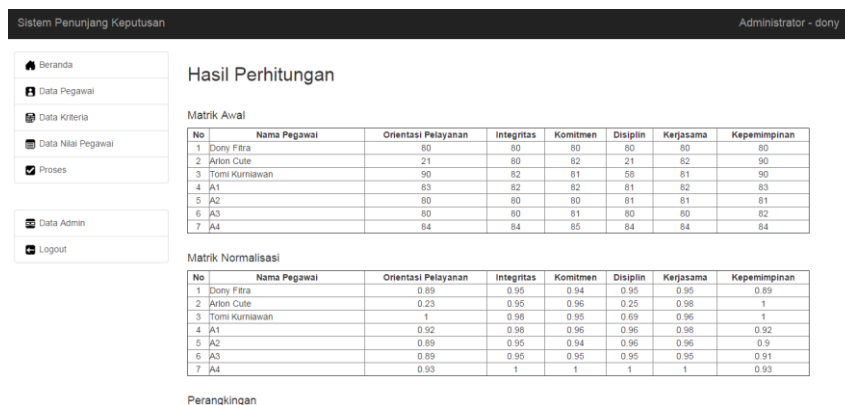 Sistem Penunjang Keputusan Administrator - dony
Beranda
Data Pegawai
Data Kriteria
Data Nilai Pegawai
Proses
Data Admin
Logout
Hasil Perhitungan
Matrik Awal
No Nama Pegawai Orientasi Pelayanan Integritas Komitmen Disiplin Kerjasama Kepemimpinan
1 Dony Fitra 80 80 80 80 80 80
2 Arlon Cute 21 80 82 21 82 90
3 Tomi Kurniawan 90 82 81 58 81 90
4 A1 83 82 82 81 82 83
5 A2 80 80 80 81 81 81
6 A3 80 80 81 80 80 82
7 A4 84 84 85 84 84 84
Matrik Normalisasi
No Nama Pegawai Orientasi Pelayanan Integritas Komitmen Disiplin Kerjasama Kepemimpinan
1 Dony Fitra 0.89 0.95 0.94 0.95 0.95 0.89
2 Arlon Cute 0.23 0.95 0.96 0.25 0.98 1
3 Tomi Kurniawan 1 0.98 0.95 0.69 0.96 1
4 A1 0.92 0.98 0.96 0.96 0.98 0.92
5 A2 0.89 0.95 0.94 0.96 0.96 0.9
6 A3 0.89 0.95 0.95 0.95 0.95 0.91
7 A4 0.93 1 1 1 1 0.93
Perangkingan